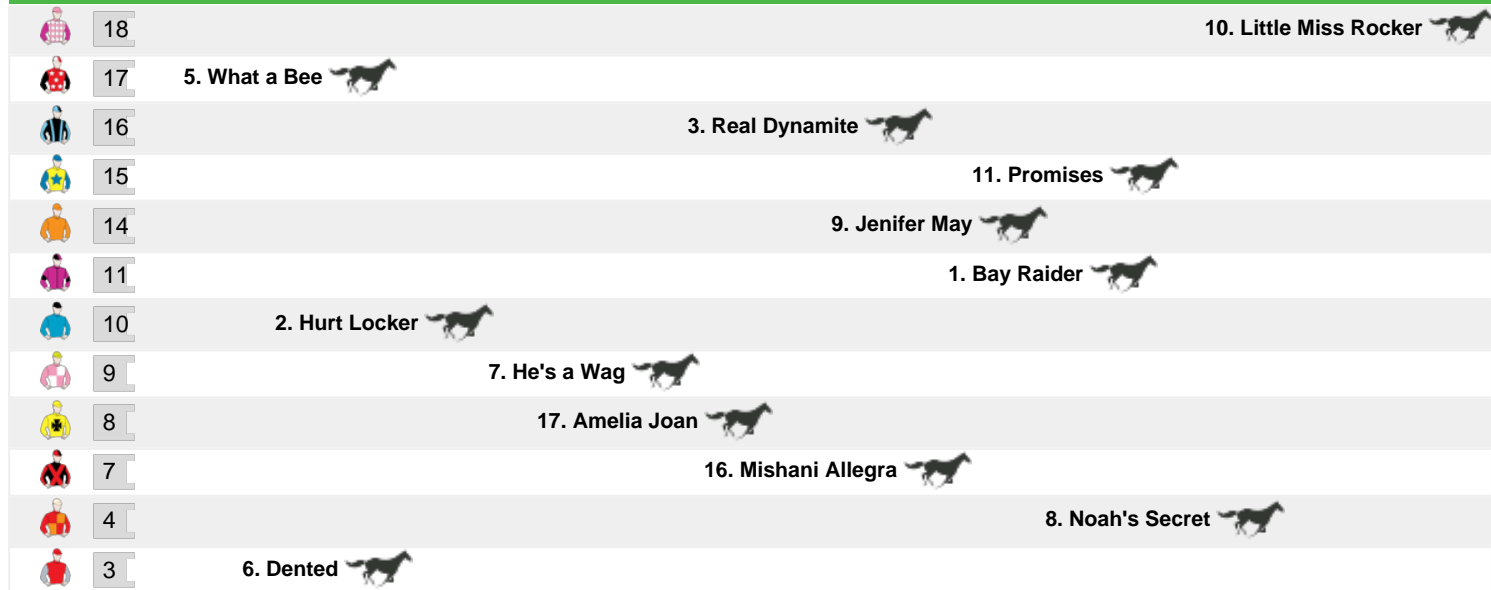 18 10. Little Miss Rocker
17 5. What a Bee
16 3. Real Dynamite
15 11. Promises
14 9. Jenifer May
11 1. Bay Raider
10 2. Hurt Locker
9 7. He's a Wag
8 17. Amelia Joan
7 16. Mishani Allegra
4 8. Noah's Secret
3 6. Dented